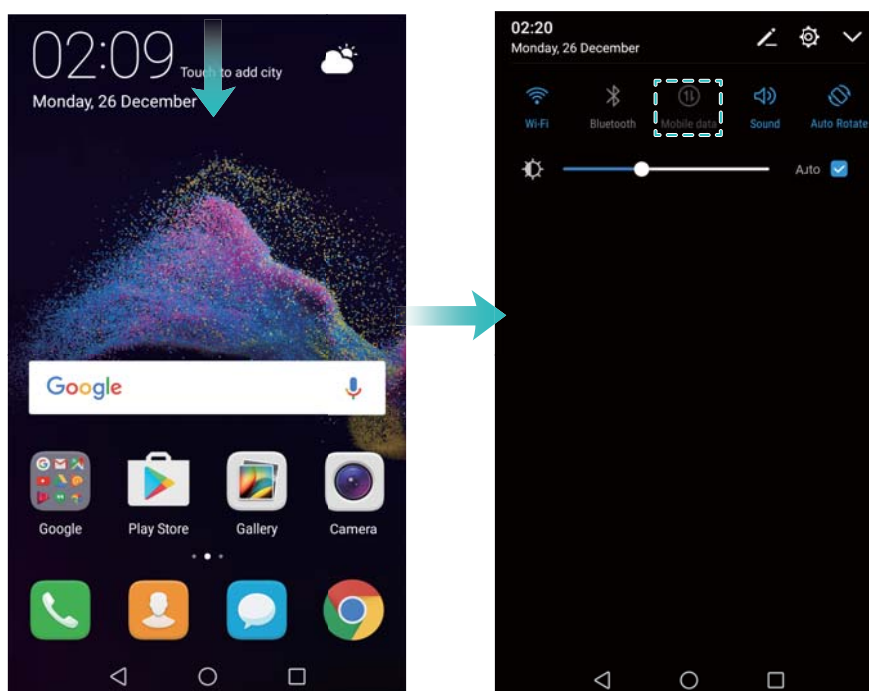 02:09
Touch to add city
Monday, 26 December
Google
Google
Play Store
Gallery
Camera
02:20
Monday, 26 December
Wi-Fi
Bluetooth
Mobile data
Sound
Auto Rotate
Auto